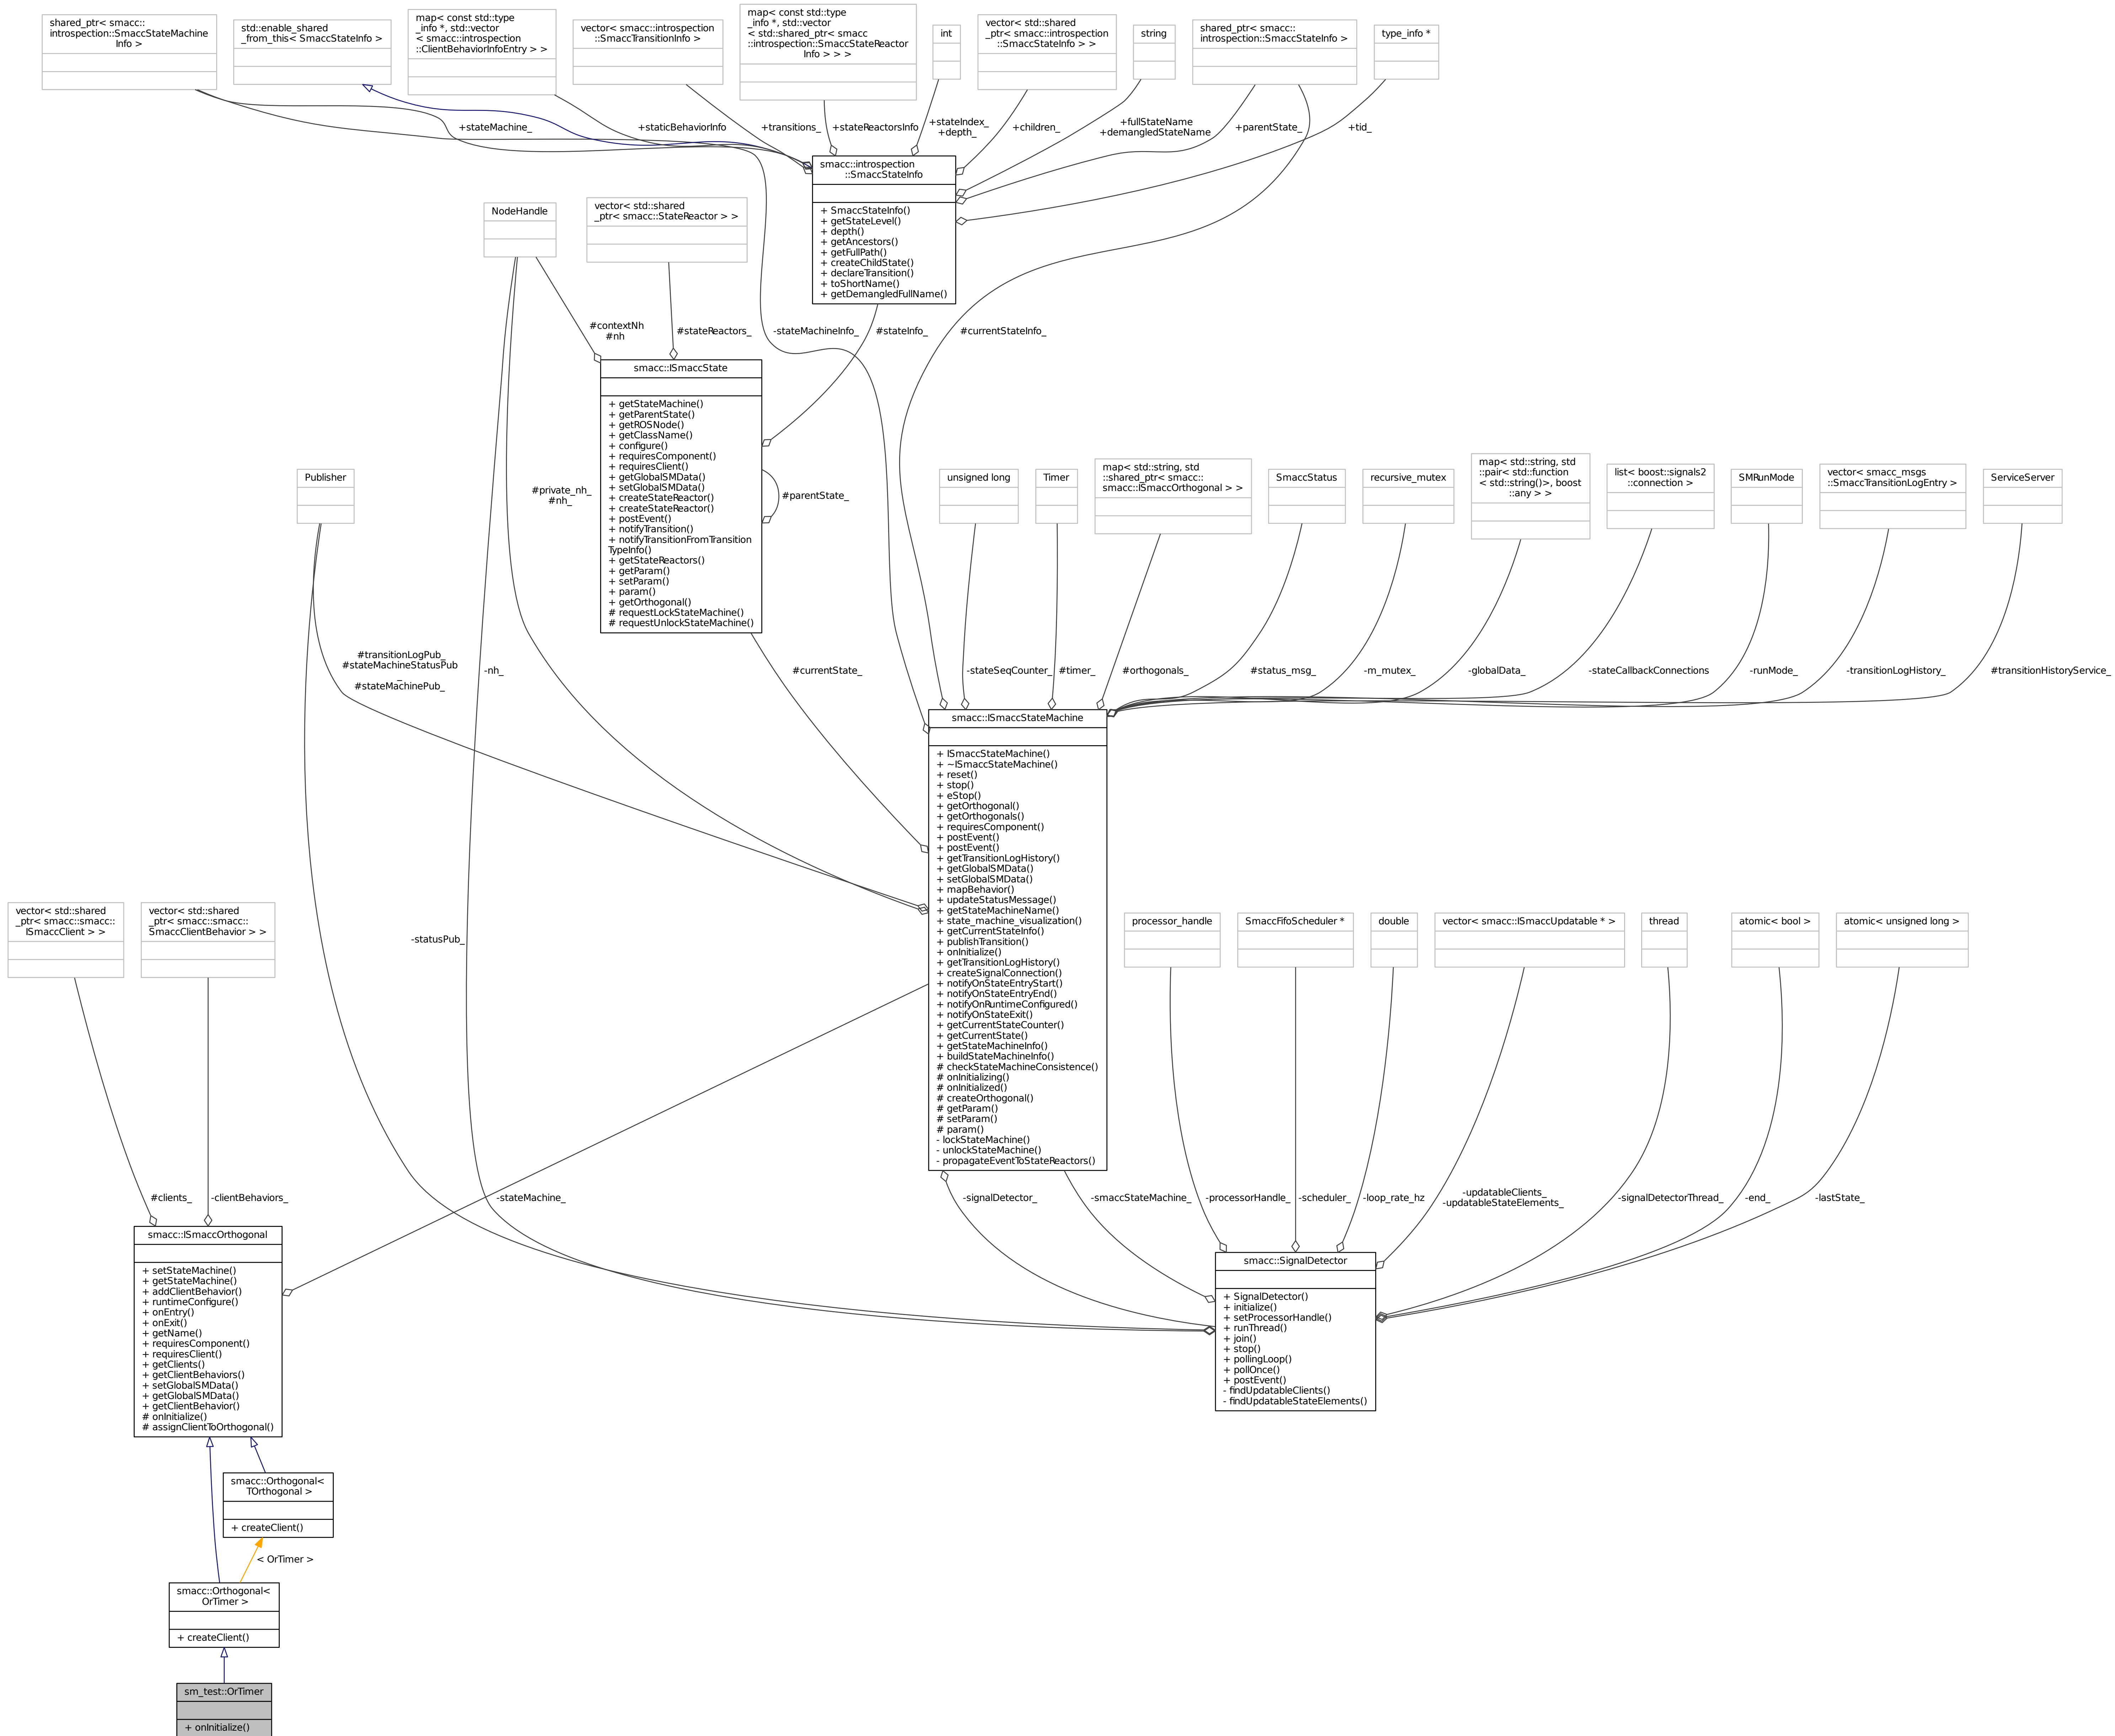 shared_ptr< smacc::
introspection::SmaccStateMachine
Info >
std::enable_shared
_from_this< SmaccStateInfo >
map< const std::type
_info *, std::vector
< smacc::introspection
::ClientBehaviorInfoEntry > >
vector< smacc::introspection
::SmaccTransitionInfo >
map< const std::type
_info *, std::vector
< std::shared_ptr< smacc
::introspection::SmaccStateReactor
Info > > >
int
vector< std::shared
_ptr< smacc::introspection
::SmaccStateInfo > >
string
shared_ptr< smacc::
introspection::SmaccStateInfo >
type_info *
+stateMachine_
+staticBehaviorInfo
+transitions_
+stateReactorsInfo
+stateIndex_
+depth_
+children_
+fullStateName
+demangledStateName
+parentState_
+tid_
smacc::introspection
::SmaccStateInfo
+ SmaccStateInfo()
+ getStateLevel()
+ depth()
+ getAncestors()
+ getFullPath()
+ createChildState()
+ declareTransition()
+ toShortName()
+ getDemangledFullName()
NodeHandle
vector< std::shared
_ptr< smacc::StateReactor > >
#contextNh
#nh
#stateReactors_
-stateMachineInfo_
#stateInfo_
#currentStateInfo_
smacc::ISmaccState
+ getStateMachine()
+ getParentState()
+ getROSNode()
+ getClassName()
+ configure()
+ requiresComponent()
+ requiresClient()
+ getGlobalSMData()
+ setGlobalSMData()
+ createStateReactor()
+ createStateReactor()
+ postEvent()
+ notifyTransition()
+ notifyTransitionFromTransition
TypeInfo()
+ getStateReactors()
+ getParam()
+ setParam()
+ param()
+ getOrthogonal()
# requestLockStateMachine()
# requestUnlockStateMachine()
#parentState_
#private_nh_
#nh_
Publisher
unsigned long
Timer
map< std::string, std
::shared_ptr< smacc::
smacc::ISmaccOrthogonal > >
SmaccStatus
recursive_mutex
map< std::string, std
::pair< std::function
< std::string()>, boost
::any > >
list< boost::signals2
::connection >
SMRunMode
vector< smacc_msgs
::SmaccTransitionLogEntry >
ServiceServer
#transitionLogPub_
#stateMachineStatusPub
_
#stateMachinePub_
-nh_
#currentState_
-stateSeqCounter_
#timer_
#orthogonals_
#status_msg_
-m_mutex_
-globalData_
-stateCallbackConnections
-runMode_
-transitionLogHistory_
#transitionHistoryService_
smacc::ISmaccStateMachine
+ ISmaccStateMachine()
+ ~ISmaccStateMachine()
+ reset()
+ stop()
+ eStop()
+ getOrthogonal()
+ getOrthogonals()
+ requiresComponent()
+ postEvent()
+ postEvent()
+ getTransitionLogHistory()
+ getGlobalSMData()
+ setGlobalSMData()
+ mapBehavior()
+ updateStatusMessage()
+ getStateMachineName()
+ state_machine_visualization()
+ getCurrentStateInfo()
+ publishTransition()
+ onInitialize()
+ getTransitionLogHistory()
+ createSignalConnection()
+ notifyOnStateEntryStart()
+ notifyOnStateEntryEnd()
+ notifyOnRuntimeConfigured()
+ notifyOnStateExit()
+ getCurrentStateCounter()
+ getCurrentState()
+ getStateMachineInfo()
+ buildStateMachineInfo()
# checkStateMachineConsistence()
# onInitializing()
# onInitialized()
# createOrthogonal()
# getParam()
# setParam()
# param()
- lockStateMachine()
- unlockStateMachine()
- propagateEventToStateReactors()
vector< std::shared
_ptr< smacc::smacc::
ISmaccClient > >
vector< std::shared
_ptr< smacc::smacc::
SmaccClientBehavior > >
-statusPub_
processor_handle
SmaccFifoScheduler *
double
vector< smacc::ISmaccUpdatable * >
thread
atomic< bool >
atomic< unsigned long >
#clients_
-clientBehaviors_
-stateMachine_
-signalDetector_
-smaccStateMachine_
-processorHandle_
-scheduler_
-loop_rate_hz
-updatableClients_
-updatableStateElements_
-signalDetectorThread_
-end_
-lastState_
smacc::ISmaccOrthogonal
+ setStateMachine()
+ getStateMachine()
+ addClientBehavior()
+ runtimeConfigure()
+ onEntry()
+ onExit()
+ getName()
+ requiresComponent()
+ requiresClient()
+ getClients()
+ getClientBehaviors()
+ setGlobalSMData()
+ getGlobalSMData()
+ getClientBehavior()
# onInitialize()
# assignClientToOrthogonal()
smacc::SignalDetector
+ SignalDetector()
+ initialize()
+ setProcessorHandle()
+ runThread()
+ join()
+ stop()
+ pollingLoop()
+ pollOnce()
+ postEvent()
- findUpdatableClients()
- findUpdatableStateElements()
smacc::Orthogonal<
TOrthogonal >
+ createClient()
< OrTimer >
smacc::Orthogonal<
OrTimer >
+ createClient()
sm_test::OrTimer
+ onInitialize()